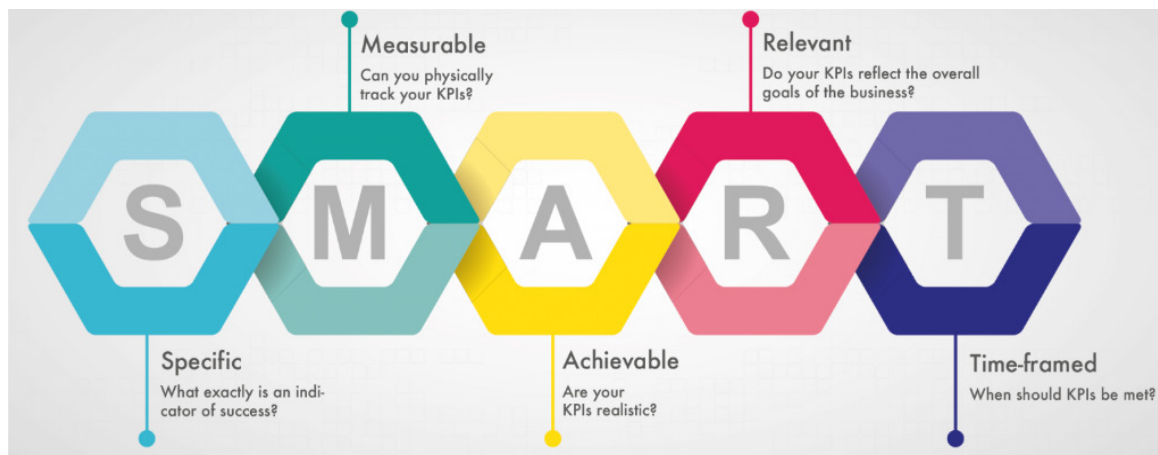 Measurable
Can you physically
track your KPIs?
Relevant
Do your KPIs reflect the overall
goals of the business?
S M A R T
Specific
What exactly is an indi-
cator of success?
Achievable
Are your
KPIs realistic?
Time-framed
When should KPIs be met?